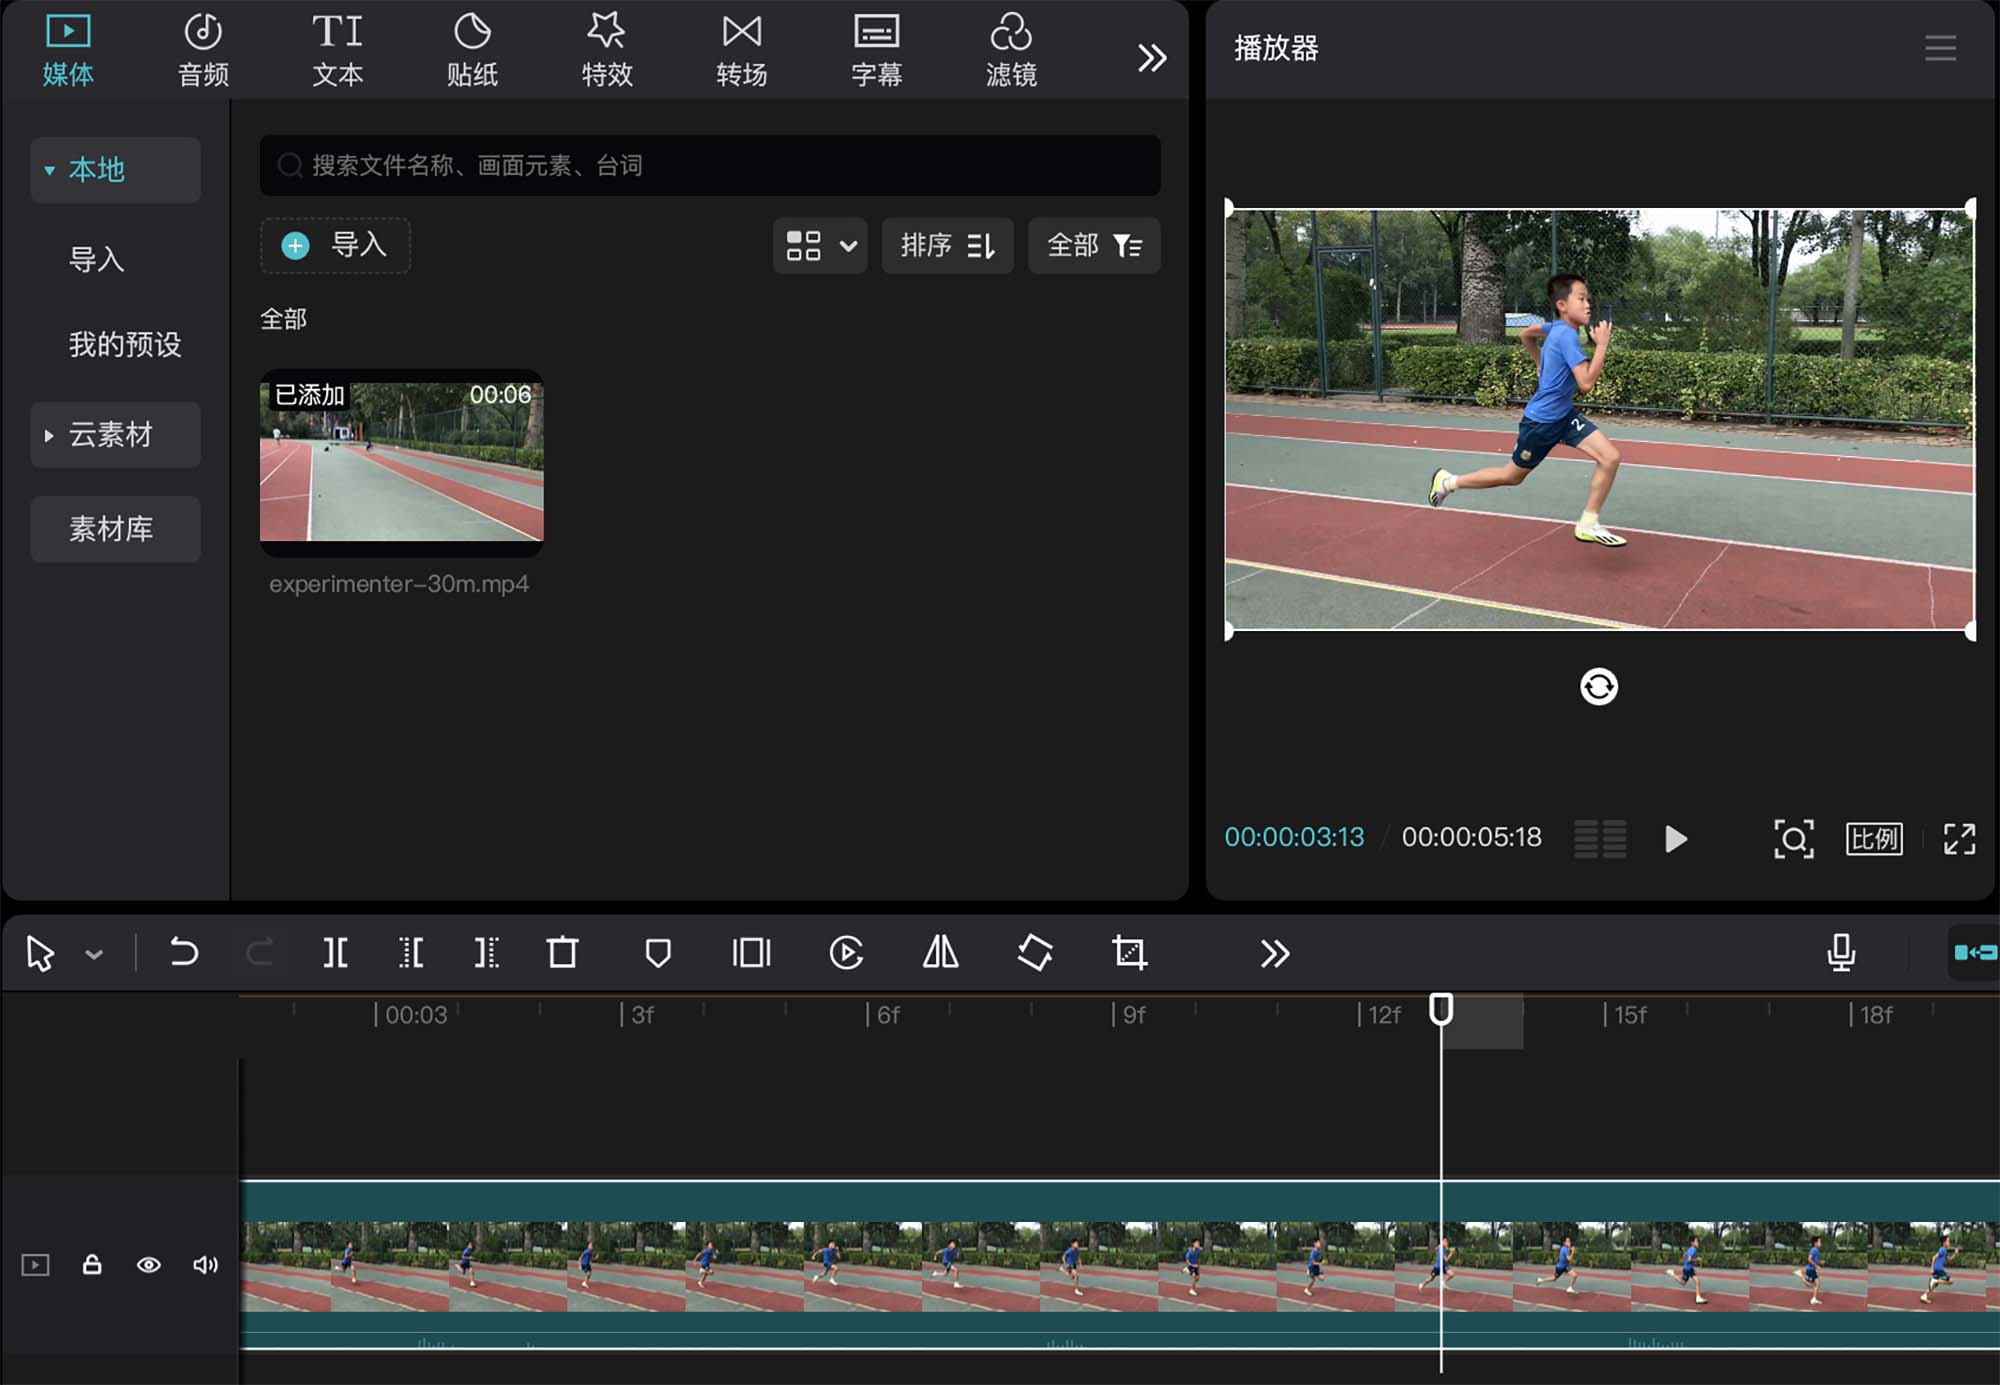 媒体 音频 文本 贴纸 特效 转场 字幕 滤镜
播放器
本地
导入
我的预设
云素材
素材库
搜索文件名称、画面元素、台词
导入 排序 全部
全部
已添加 00:06
experimenter-30m.mp4
2
00:00:03:13 / 00:00:05:18 比例
00:03 3f 6f 9f 12f 15f 18f